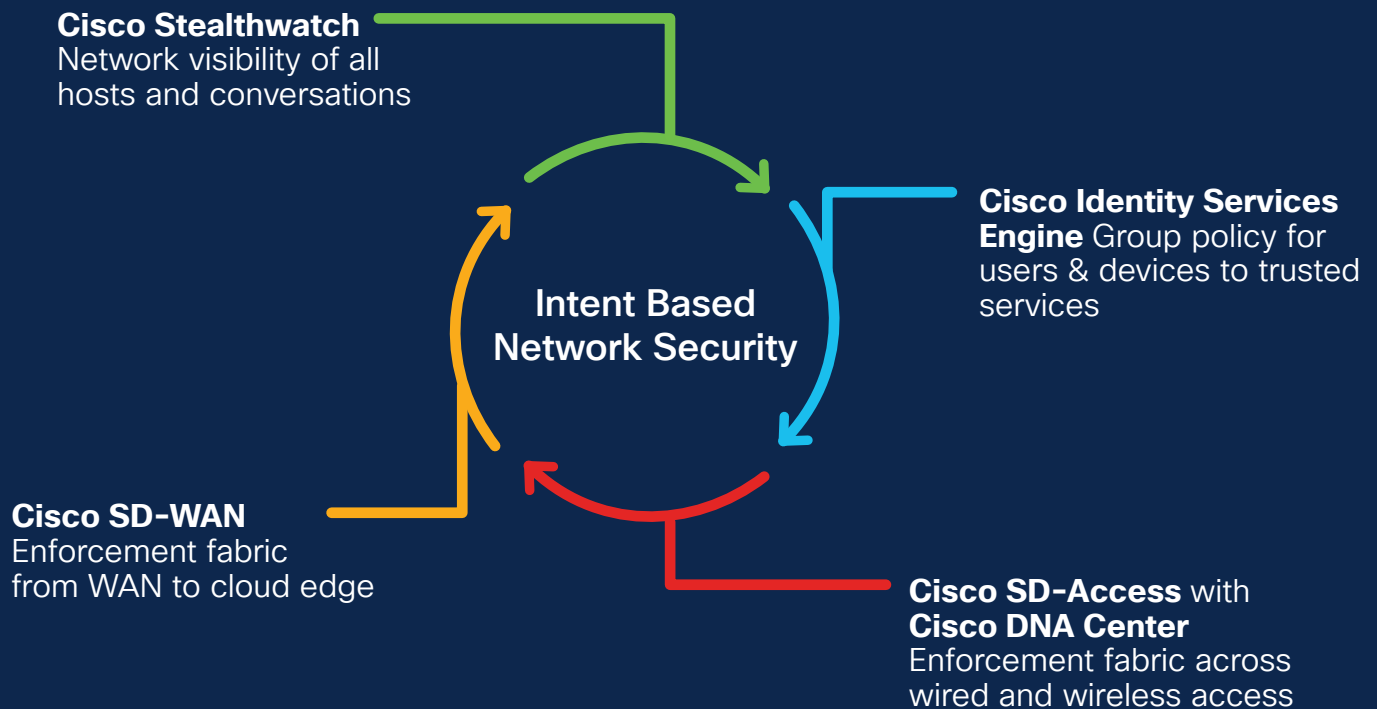 Cisco Stealthwatch
Network visibility of all
hosts and conversations
Cisco Identity Services
Engine Group policy for
users & devices to trusted
services
Intent Based
Network Security
Cisco SD-WAN
Enforcement fabric
from WAN to cloud edge
Cisco SD-Access with
Cisco DNA Center
Enforcement fabric across
wired and wireless access